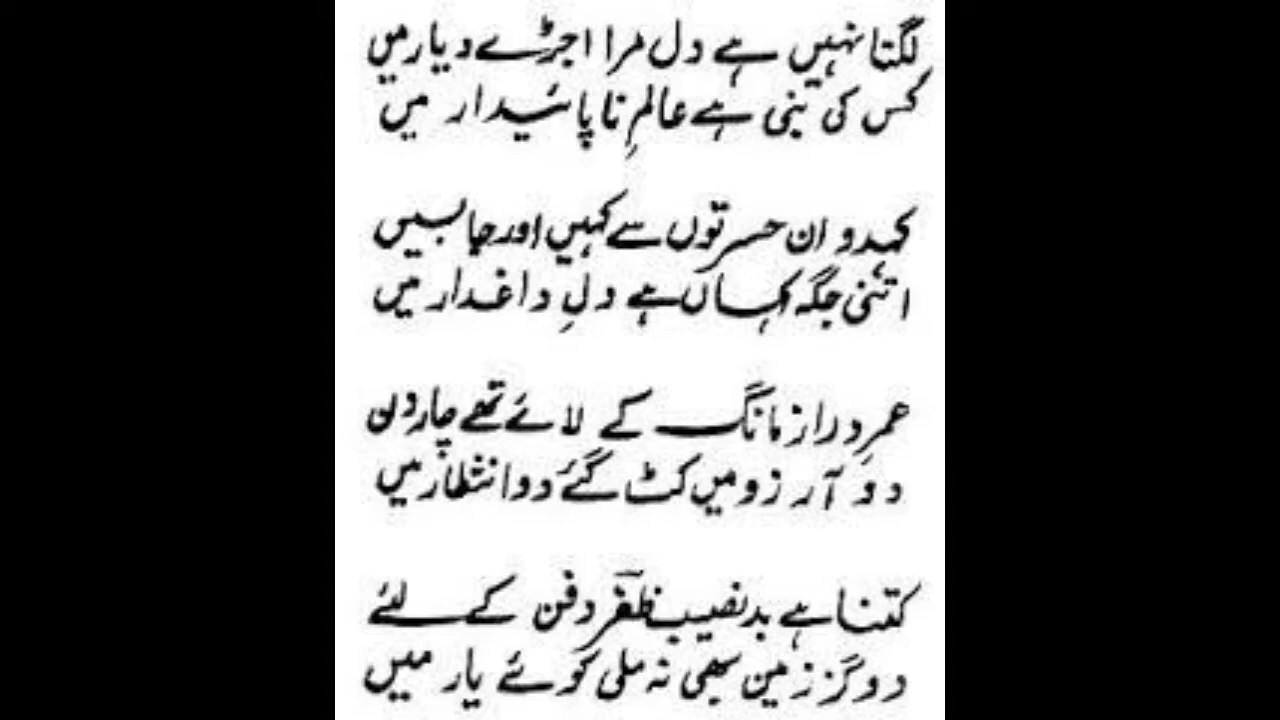 لگتا نہیں ہے دل مرا اجڑے دیار میں
کس کی بنی ہے عالمِ ناپائیدار میں
کہدو ان حسرتوں سے کہیں اور جا بسیں
اتنی جگہ کہاں ہے دلِ داغدار میں
عمرِ دراز مانگ کے لائے تھے چار دن
دو آرزو میں کٹ گئے دو انتظار میں
کتنا ہے بدنصیب ظفرؔ دفن کے لئے
دو گز زمین بھی نہ ملی کوئے یار میں